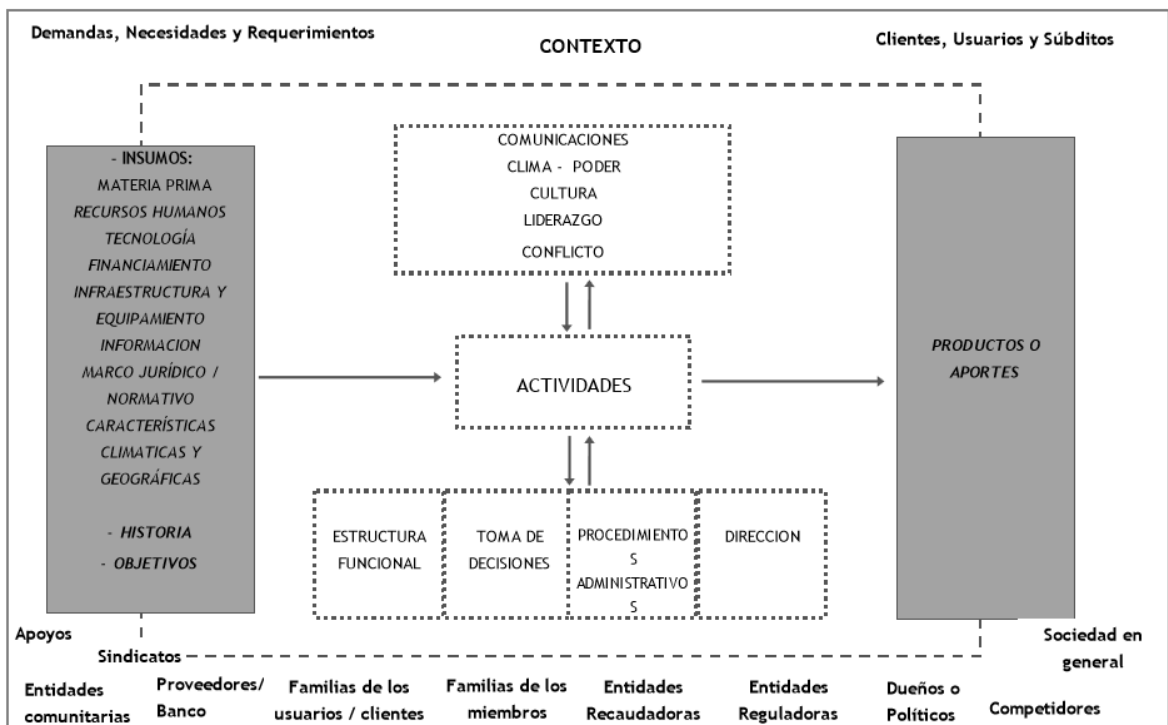 Demandas, Necesidades y Requerimientos
CONTEXTO
Clientes, Usuarios y Súbditos
- INSUMOS:
MATERIA PRIMA
RECURSOS HUMANOS
TECNOLOGÍA
FINANCIAMIENTO
INFRAESTRUCTURA Y
EQUIPAMIENTO
INFORMACION
MARCO JURÍDICO /
NORMATIVO
CARACTERÍSTICAS
CLIMATICAS Y
GEOGRÁFICAS
- HISTORIA
- OBJETIVOS
COMUNICACIONES
CLIMA - PODER
CULTURA
LIDERAZGO
CONFLICTO
ACTIVIDADES
ESTRUCTURA
FUNCIONAL
TOMA DE
DECISIONES
PROCEDIMIENTO
S
ADMINISTRATIVO
S
DIRECCION
PRODUCTOS O
APORTES
Apoyos
Sindicatos
Sociedad en
general
Entidades
comunitarias
Proveedores/
Banco
Familias de los
usuarios / clientes
Familias de los
miembros
Entidades
Recaudadoras
Entidades
Reguladoras
Dueños o
Políticos
Competidores